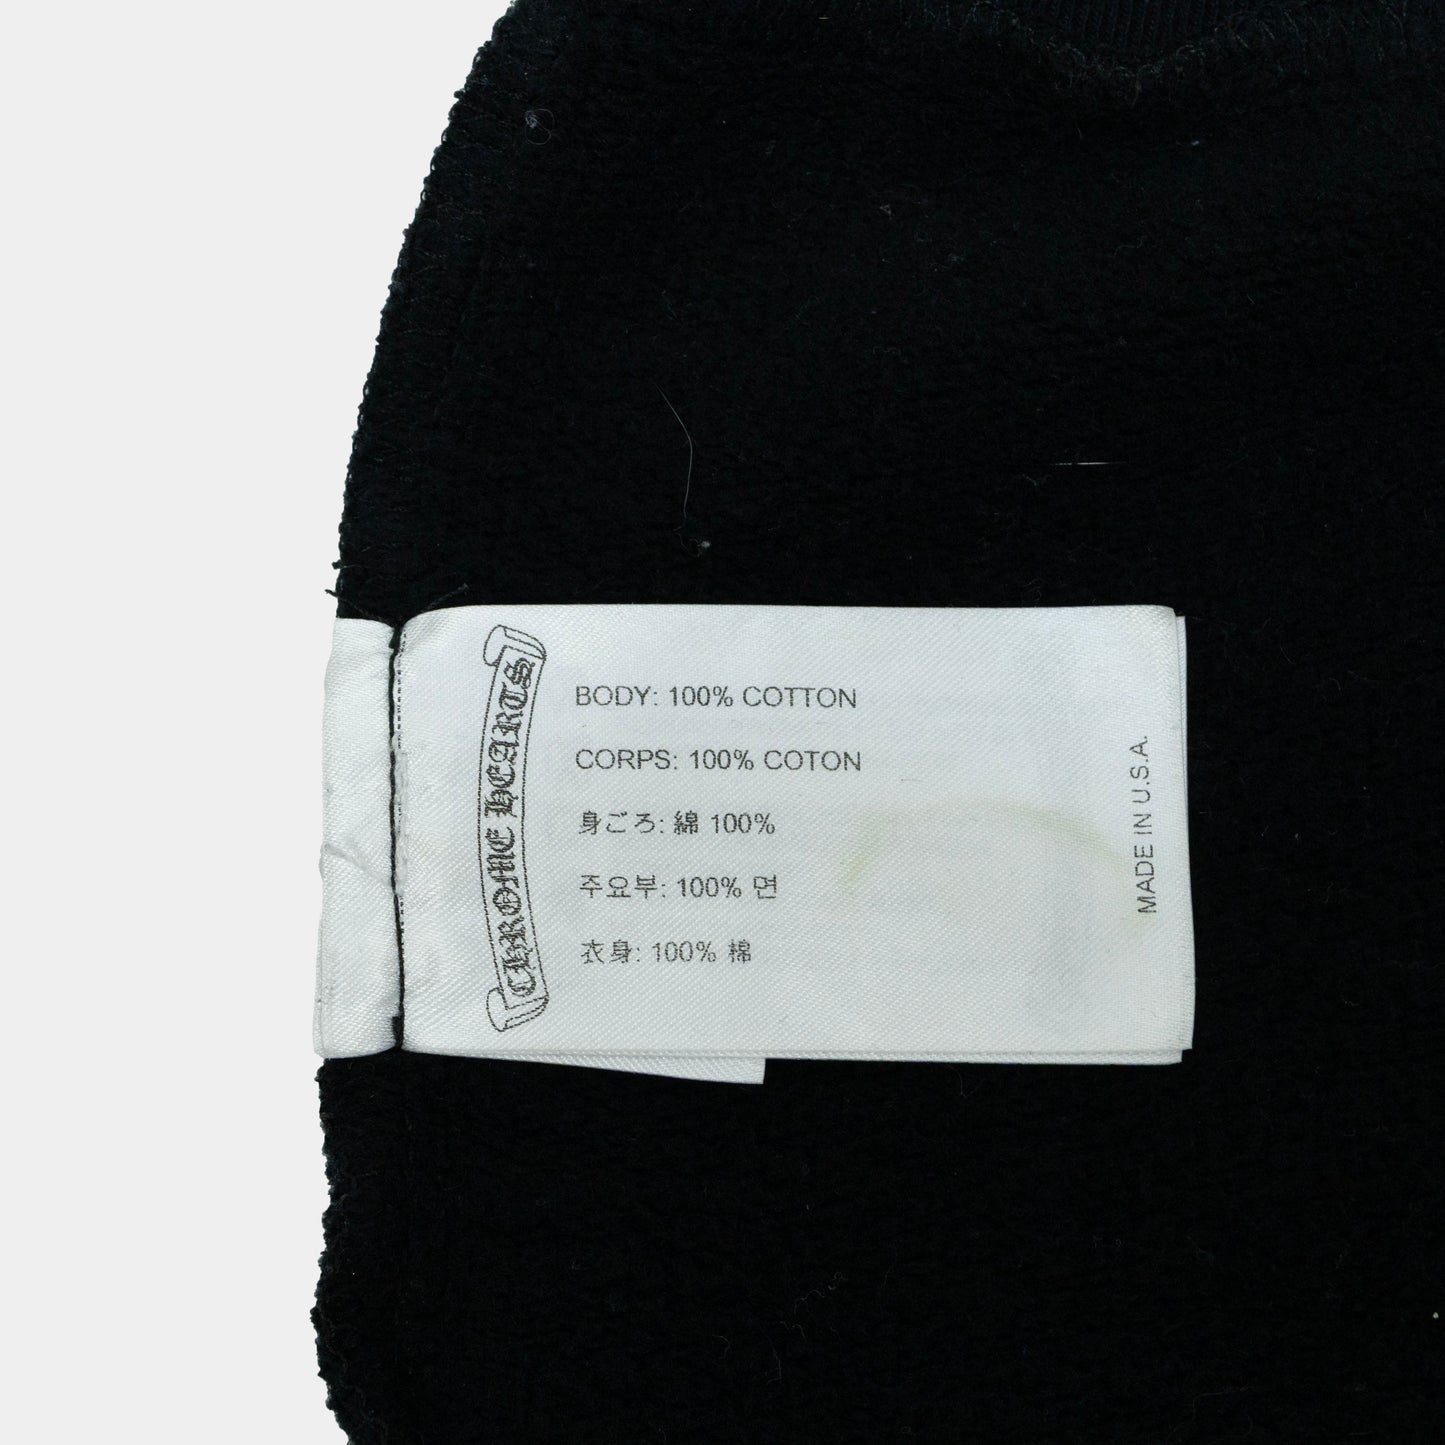 CHROME HEARTS
BODY: 100% COTTON
CORPS: 100% COTON
身ごろ: 綿 100%
주요부: 100% 면
衣身: 100% 棉
MADE IN U.S.A.